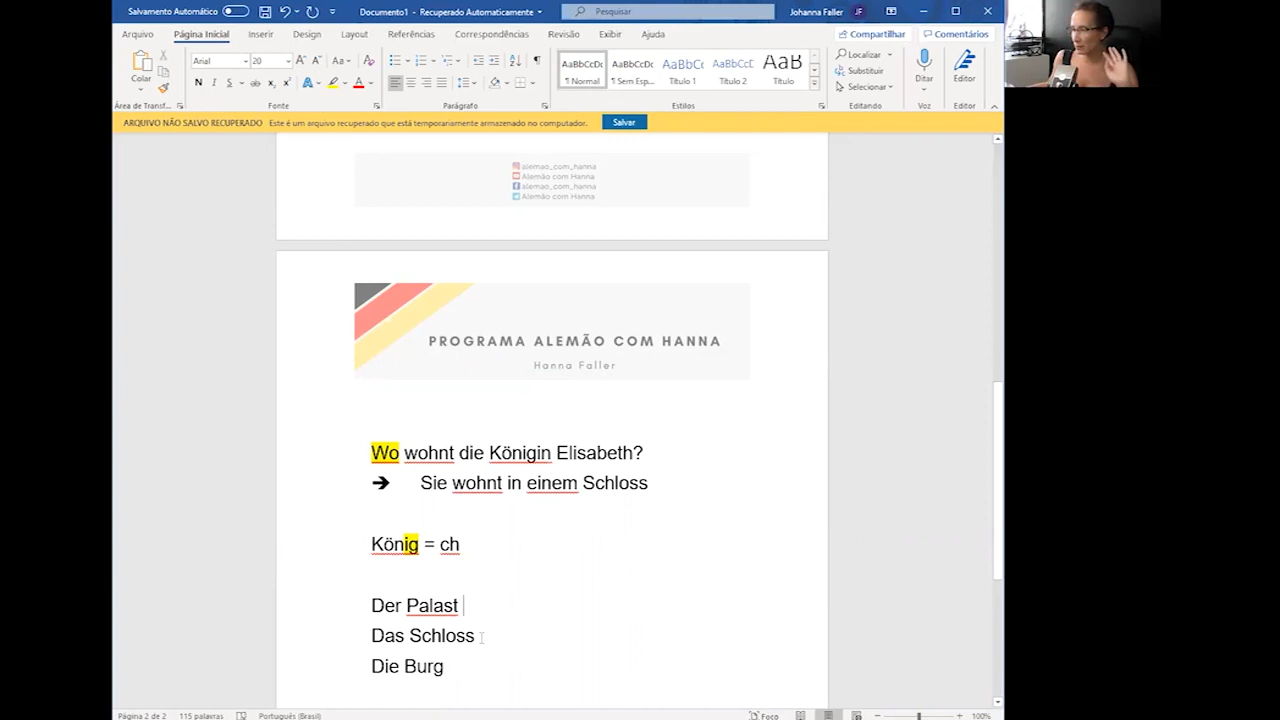 Salvamento Automático
Documento1 - Recuperado Automaticamente
Pesquisar
Johanna Faller JF
Arquivo Página Inicial Inserir Design Layout Referências Correspondências Revisão Exibir Ajuda Compartilhar Comentários
Colar
Arial 20
N I S
AaBbCcDc AaBbCcDc AaBbCc AaBbCcD AaB
¶ Normal ¶ Sem Esp... Título 1 Título 2 Título
Localizar
Substituir
Selecionar
Ditar
Editor
Área de Transf... Fonte Parágrafo Estilos Editando Voz Editor
ARQUIVO NÃO SALVO RECUPERADO Este é um arquivo recuperado que está temporariamente armazenado no computador. Salvar
alemao_com_hanna
Alemão com Hanna
alemao_com_hanna
Alemão com Hanna
PROGRAMA ALEMÃO COM HANNA
Hanna Faller
Wo wohnt die Königin Elisabeth?
➔ Sie wohnt in einem Schloss
König = ch
Der Palast
Das Schloss
Die Burg
Página 2 de 2 115 palavras Português (Brasil) Foco 100%